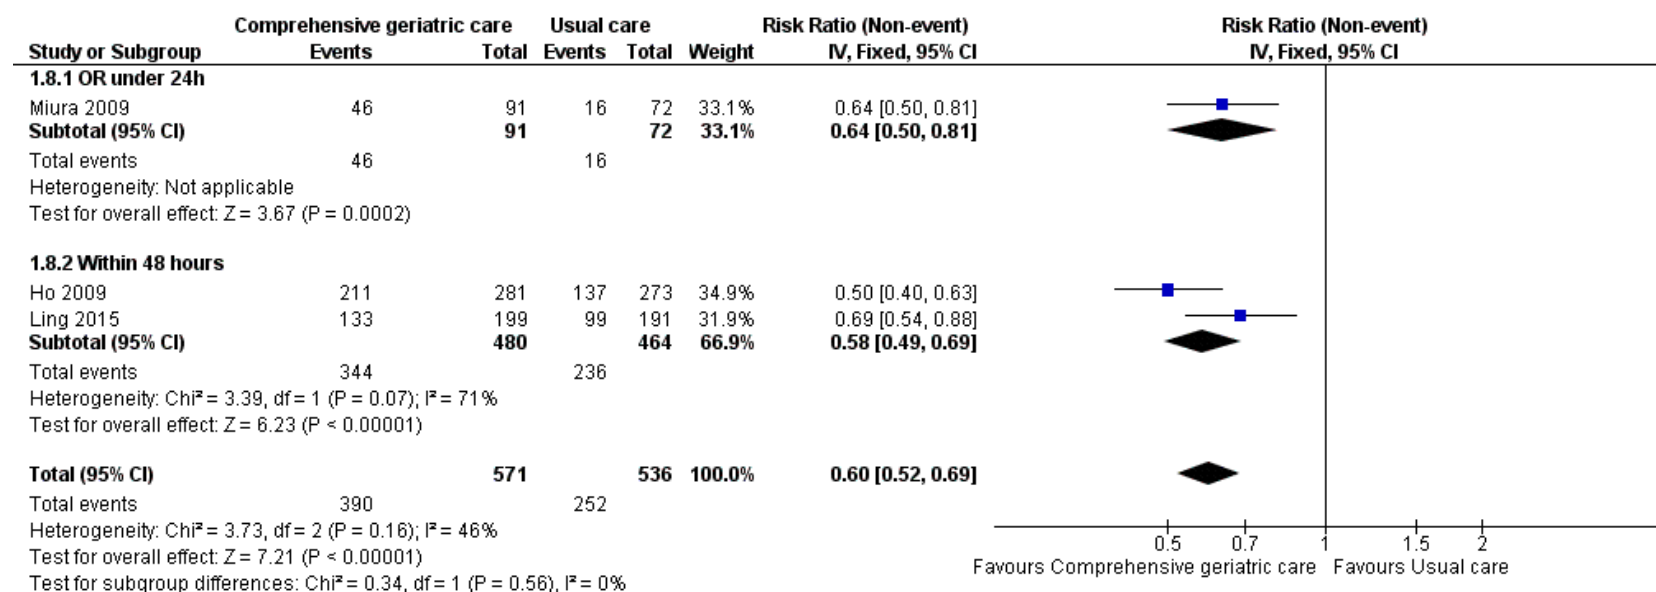 Comprehensive geriatric care Usual care Risk Ratio (Non-event) Risk Ratio (Non-event)
Study or Subgroup Events Total Events Total Weight IV, Fixed, 95% CI IV, Fixed, 95% CI
1.8.1 OR under 24h
Miura 2009 46 91 16 72 33.1% 0.64 [0.50, 0.81]
Subtotal (95% CI) 91 72 33.1% 0.64 [0.50, 0.81]
Total events 46 16
Heterogeneity: Not applicable
Test for overall effect: Z = 3.67 (P = 0.0002)
1.8.2 Within 48 hours
Ho 2009 211 281 137 273 34.9% 0.50 [0.40, 0.63]
Ling 2015 133 199 99 191 31.9% 0.69 [0.54, 0.88]
Subtotal (95% CI) 480 464 66.9% 0.58 [0.49, 0.69]
Total events 344 236
Heterogeneity: Chi² = 3.39, df = 1 (P = 0.07); I² = 71%
Test for overall effect: Z = 6.23 (P < 0.00001)
Total (95% CI) 571 536 100.0% 0.60 [0.52, 0.69]
Total events 390 252
Heterogeneity: Chi² = 3.73, df = 2 (P = 0.16); I² = 46%
Test for overall effect: Z = 7.21 (P < 0.00001)
Test for subgroup differences: Chi² = 0.34, df = 1 (P = 0.56), I² = 0%
0.5 0.7 1 1.5 2
Favours Comprehensive geriatric care Favours Usual care